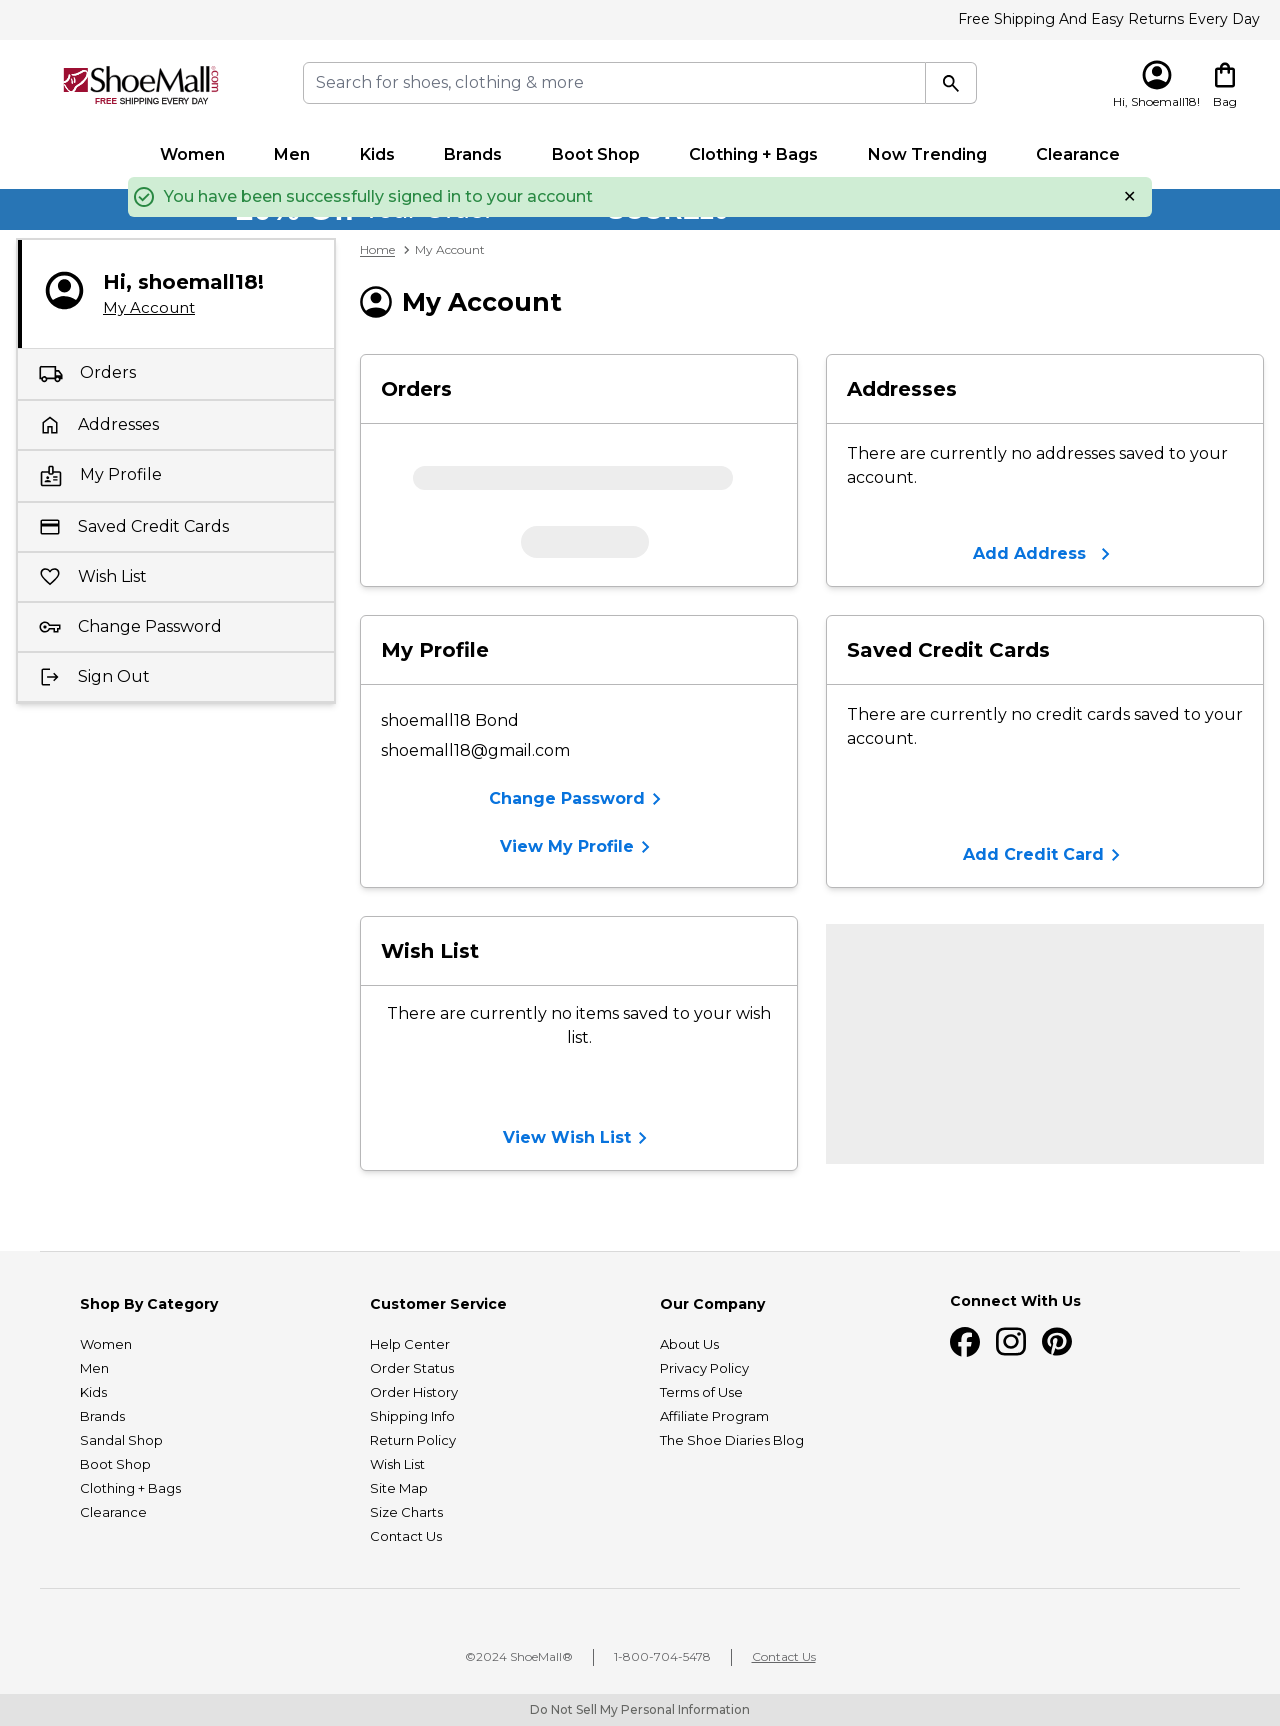 Free Shipping And Easy Returns Every Day
ShoeMall®.com
FREE SHIPPING EVERY DAY
Search for shoes, clothing & more
Hi, Shoemall18!
Bag
Women Men Kids Brands Boot Shop Clothing + Bags Now Trending Clearance
You have been successfully signed in to your account
Home
My Account
Hi, shoemall18!
My Account
Orders
Addresses
My Profile
Saved Credit Cards
Wish List
Change Password
Sign Out
My Account
Orders
Addresses
There are currently no addresses saved to your
account.
Add Address
My Profile
shoemall18 Bond
shoemall18@gmail.com
Change Password
View My Profile
Saved Credit Cards
There are currently no credit cards saved to your
account.
Add Credit Card
Wish List
There are currently no items saved to your wish
list.
View Wish List
Shop By Category
Women
Men
Kids
Brands
Sandal Shop
Boot Shop
Clothing + Bags
Clearance
Customer Service
Help Center
Order Status
Order History
Shipping Info
Return Policy
Wish List
Site Map
Size Charts
Contact Us
Our Company
About Us
Privacy Policy
Terms of Use
Affiliate Program
The Shoe Diaries Blog
Connect With Us
©2024 ShoeMall®
1-800-704-5478
Contact Us
Do Not Sell My Personal Information